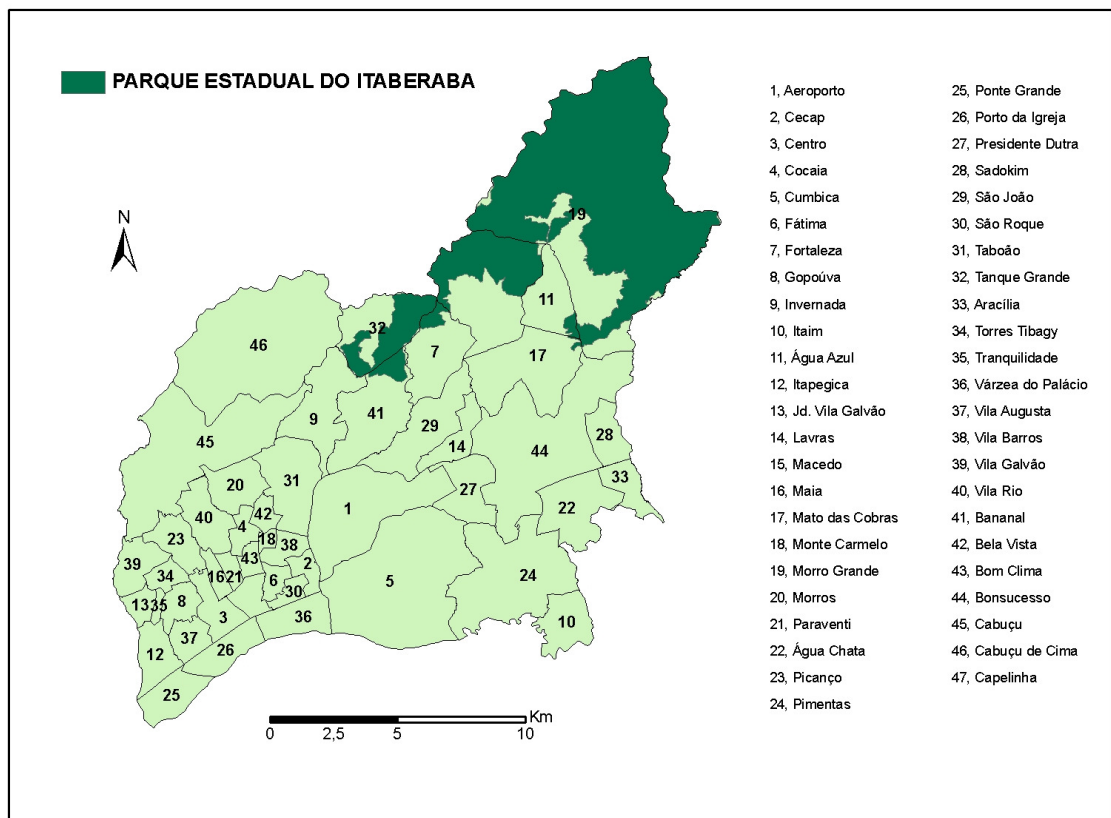 PARQUE ESTADUAL DO ITABERABA
N
19
11
32
46
7
17
9
41
29
45
14
28
44
31
20
27
33
42
1
22
40
4
18
23
38
43
2
39
16
21
5
6
34
24
30
13
35
8
3
36
10
37
12
26
25
Km
0
2,5
5
10
1, Aeroporto
2, Cecap
3, Centro
4, Cocaia
5, Cumbica
6, Fátima
7, Fortaleza
8, Gopoúva
9, Invernada
10, Itaim
11, Água Azul
12, Itapegica
13, Jd. Vila Galvão
14, Lavras
15, Macedo
16, Maia
17, Mato das Cobras
18, Monte Carmelo
19, Morro Grande
20, Morros
21, Paraventi
22, Água Chata
23, Picanço
24, Pimentas
25, Ponte Grande
26, Porto da Igreja
27, Presidente Dutra
28, Sadokim
29, São João
30, São Roque
31, Taboão
32, Tanque Grande
33, Aracília
34, Torres Tibagy
35, Tranquilidade
36, Várzea do Palácio
37, Vila Augusta
38, Vila Barros
39, Vila Galvão
40, Vila Rio
41, Bananal
42, Bela Vista
43, Bom Clima
44, Bonsucesso
45, Cabuçu
46, Cabuçu de Cima
47, Capelinha